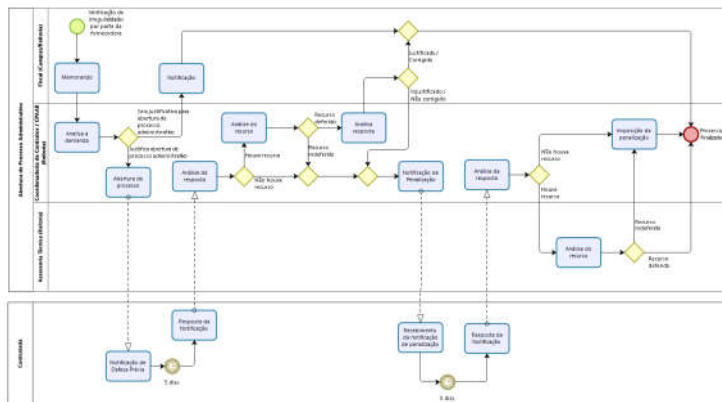 Verificação de
irregularidade
por parte da
fornecedora
Memorando
Notificação
Justificado /
Corrigido
Injustificado /
Não corrigido
Fiscal (Campus/Reitoria)
Abertura de Processo Administrativo
Coordenadoria de Contratos / CPAAR
(Reitoria)
Analisa a
demanda
Sem justificativa para
abertura de
processo
administrativo
Justifica abertura de
processo administrativo
Abertura do
processo
Análise da
resposta
Houve recurso
Não houve
recurso
Análise do
recurso
Recurso
deferido
Recurso
indeferido
Analisa
resposta
Notificação de
Penalização
Análise da
resposta
Não houve
recurso
Houve
recurso
Imposição da
penalização
Processo
finalizado
Assessoria Técnica (Reitoria)
Análise do
recurso
Recurso
indeferido
Recurso
deferido
Contratada
Notificação de
Defesa Prévia
5 dias
Resposta da
Notificação
Recebimento
da notificação
de penalização
5 dias
Resposta da
Notificação